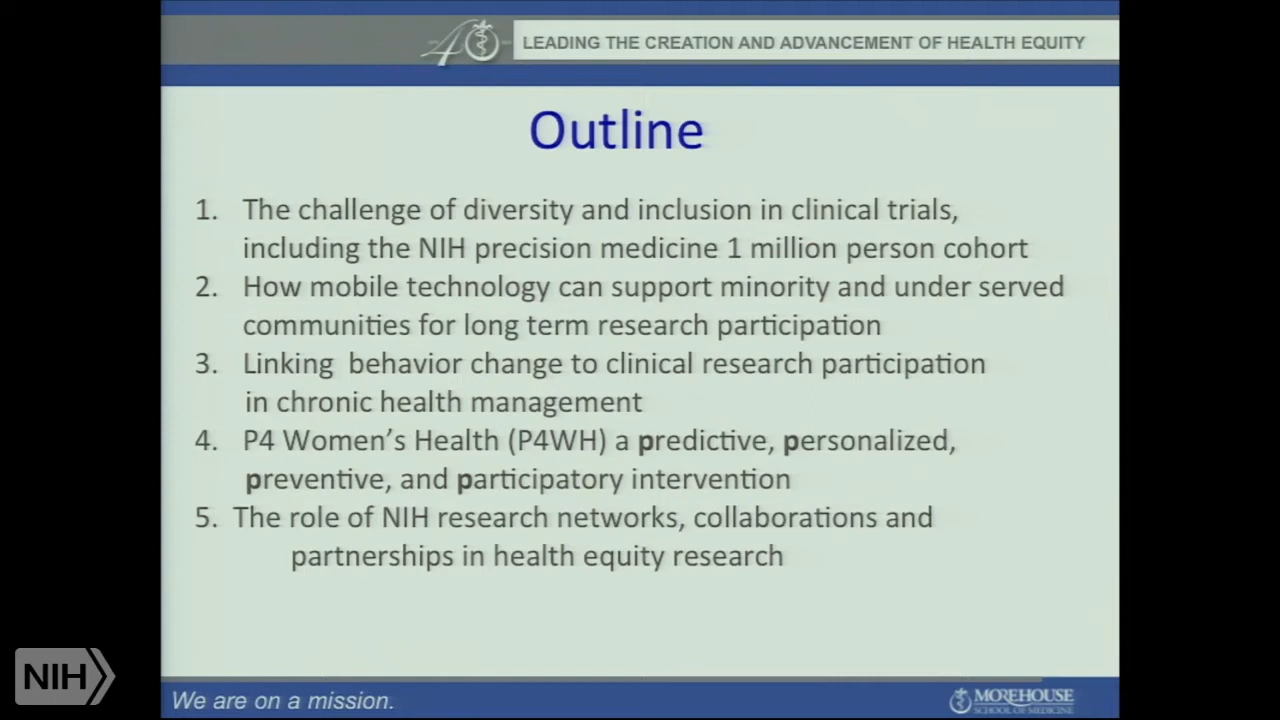 40
LEADING THE CREATION AND ADVANCEMENT OF HEALTH EQUITY
Outline
1. The challenge of diversity and inclusion in clinical trials,
including the NIH precision medicine 1 million person cohort
2. How mobile technology can support minority and under served
communities for long term research participation
3. Linking behavior change to clinical research participation
in chronic health management
4. P4 Women’s Health (P4WH) a predictive, personalized,
preventive, and participatory intervention
5. The role of NIH research networks, collaborations and
partnerships in health equity research
NIH
We are on a mission.
MOREHOUSE
SCHOOL OF MEDICINE